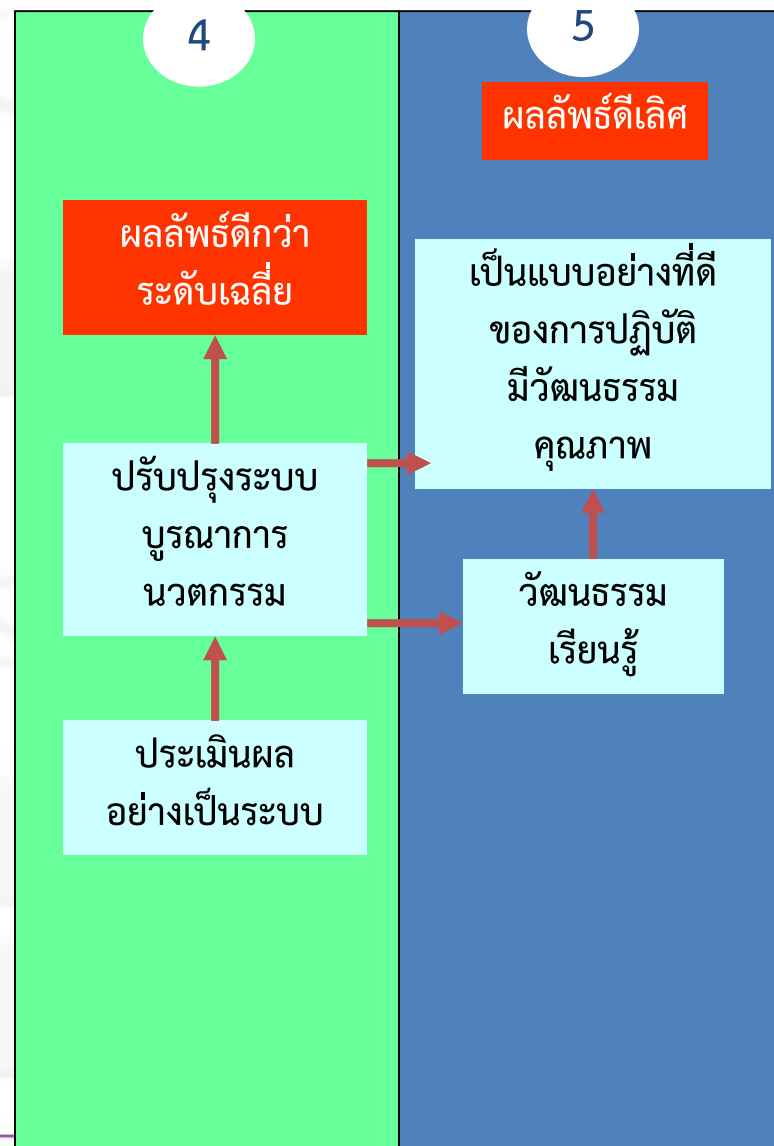 4
ผลลัพธ์ดีกว่า
ระดับเฉลี่ย
ปรับปรุงระบบ
บูรณาการ
นวตกรรม
ประเมินผล
อย่างเป็นระบบ
5
ผลลัพธ์ดีเลิศ
เป็นแบบอย่างที่ดี
ของการปฏิบัติ
มีวัฒนธรรม
คุณภาพ
วัฒนธรรม
เรียนรู้